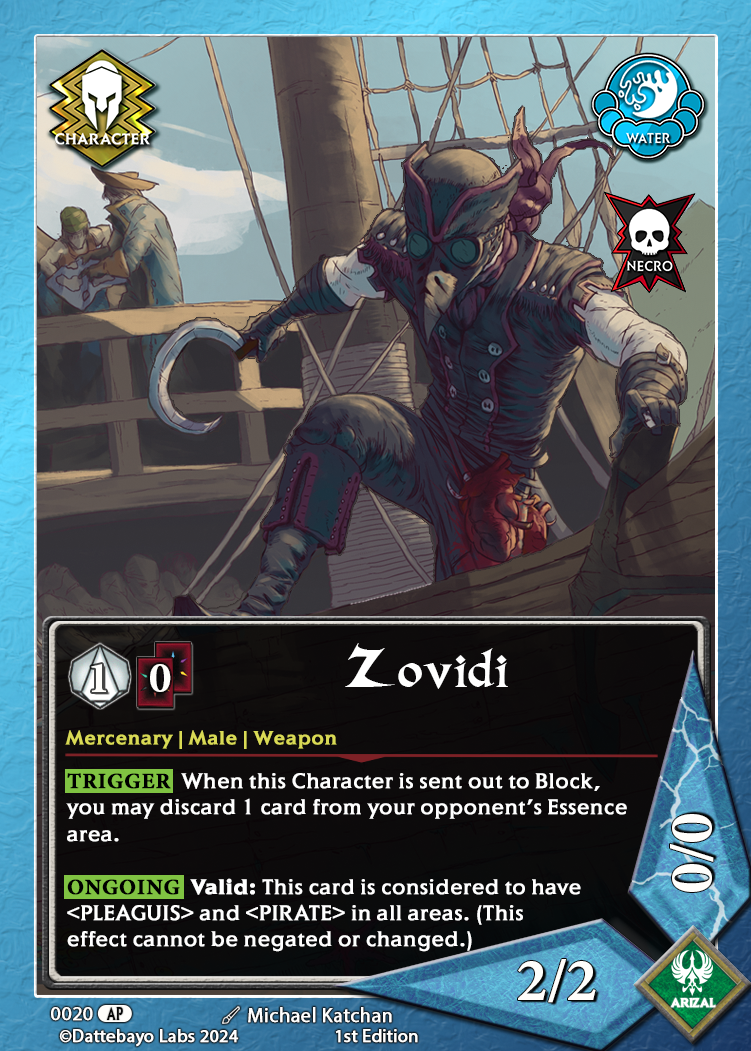 CHARACTER
WATER
NECRO
1 0 Zovidi
Mercenary | Male | Weapon
TRIGGER When this Character is sent out to Block,
you may discard 1 card from your opponent's Essence
area.
ONGOING Valid: This card is considered to have
<PLEAGUIS> and <PIRATE> in all areas. (This
effect cannot be negated or changed.)
0/0
2/2
ARIZAL
0020 AP Michael Katchan
©Dattebayo Labs 2024 1st Edition